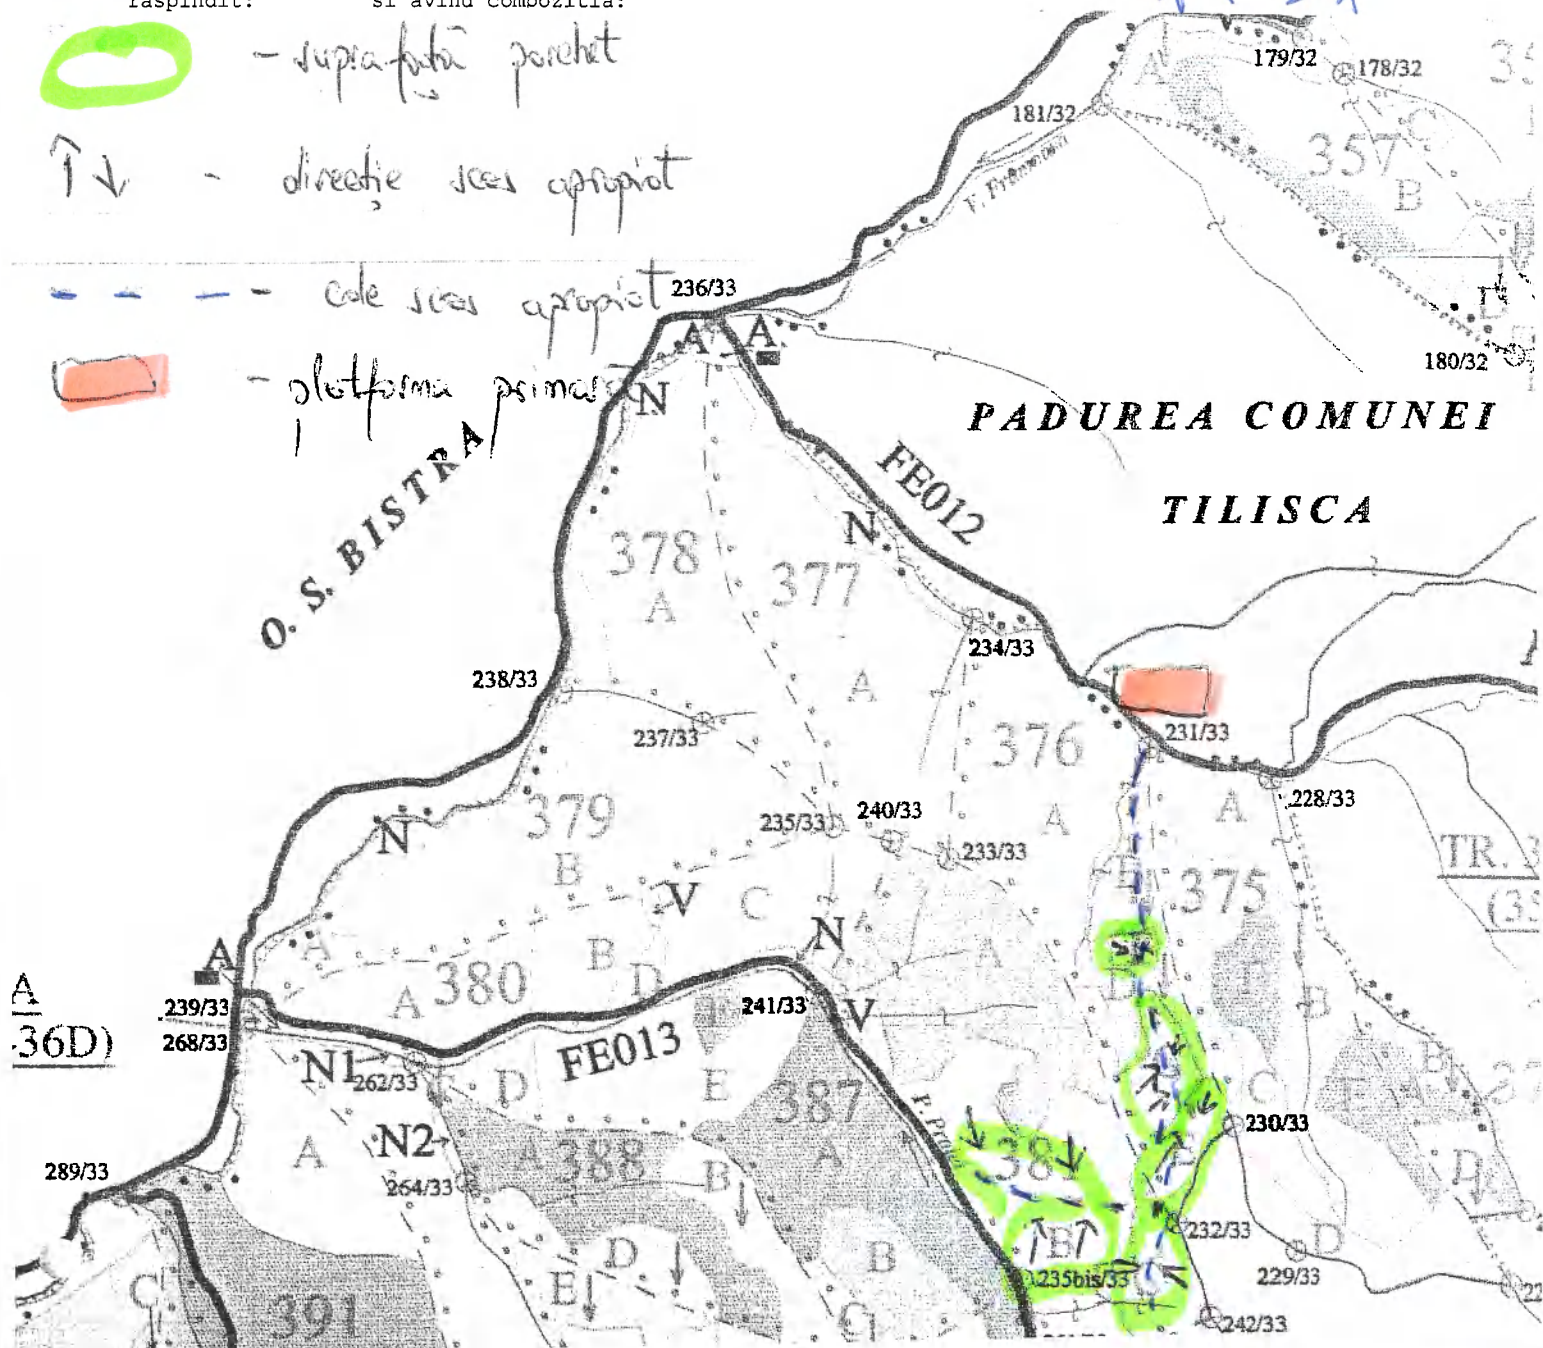 raspindit: si avind compozitia:
- suprafață parchet
179/32
178/32
A
C
181/32
357
V. Frumoasa
B
- direcție scos apropiat
- cale scos apropiat
236/33
D
A A
180/32
- platforma primara
N
PADUREA COMUNEI
O. S. BISTRA
FE012
TILISCA
N
378
377
A
234/33
238/33
A
231/33
237/33
376
228/33
379
A
A
N
235/33
240/33
TR.
233/33
B
E
375
V
C
N
A
A
B
A
A
380
D
D
A
B
239/33
241/33
V
36D)
268/33
FE013
N1
262/33
D
E
387
C
B
230/33
N2
A
A
388
A
381
289/33
B
D
264/33
232/33
D
B
B
D
E
235bis/33
229/33
C
391
C
242/33